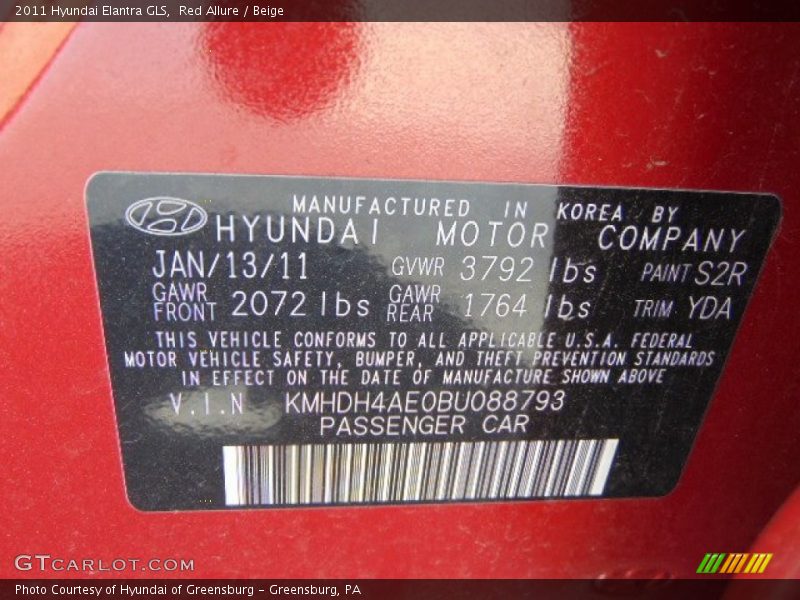 2011 Hyundai Elantra GLS,  Red Allure / Beige
MANUFACTURED IN KOREA BY
HYUNDAI MOTOR COMPANY
JAN/13/11 GVWR 3792 lbs PAINT S2R
GAWR FRONT 2072 lbs GAWR REAR 1764 lbs TRIM YDA
THIS VEHICLE CONFORMS TO ALL APPLICABLE U.S.A. FEDERAL
MOTOR VEHICLE SAFETY, BUMPER, AND THEFT PREVENTION STANDARDS
IN EFFECT ON THE DATE OF MANUFACTURE SHOWN ABOVE
V.I.N KMHDH4AE0BU088793
PASSENGER CAR
GTCARLOT.COM
Photo Courtesy of Hyundai of Greensburg – Greensburg, PA